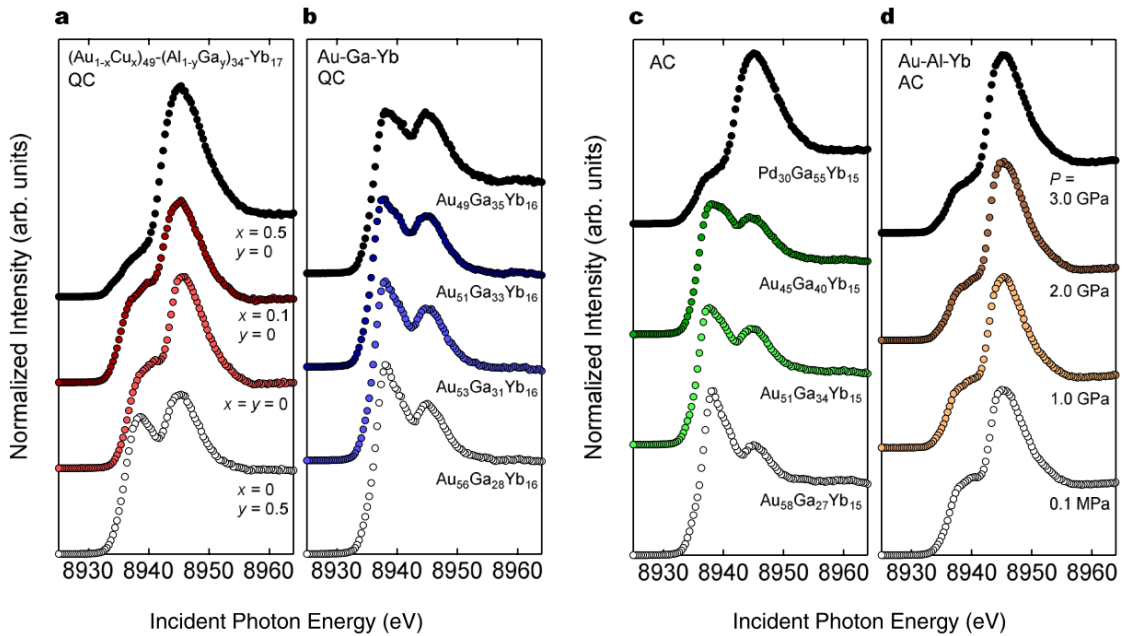 a
(Au1-xCux)49-(Al1-yGay)34-Yb17
QC
x = 0.5
y = 0
x = 0.1
y = 0
x = y = 0
x = 0
y = 0.5
8930 8940 8950 8960
b
Au-Ga-Yb
QC
Au49Ga35Yb16
Au51Ga33Yb16
Au53Ga31Yb16
Au56Ga28Yb16
8930 8940 8950 8960
Normalized Intensity (arb. units)
Incident Photon Energy (eV)
c
AC
Pd30Ga55Yb15
Au45Ga40Yb15
Au51Ga34Yb15
Au58Ga27Yb15
8930 8940 8950 8960
d
Au-Al-Yb
AC
P =
3.0 GPa
2.0 GPa
1.0 GPa
0.1 MPa
8930 8940 8950 8960
Normalized Intensity (arb. units)
Incident Photon Energy (eV)